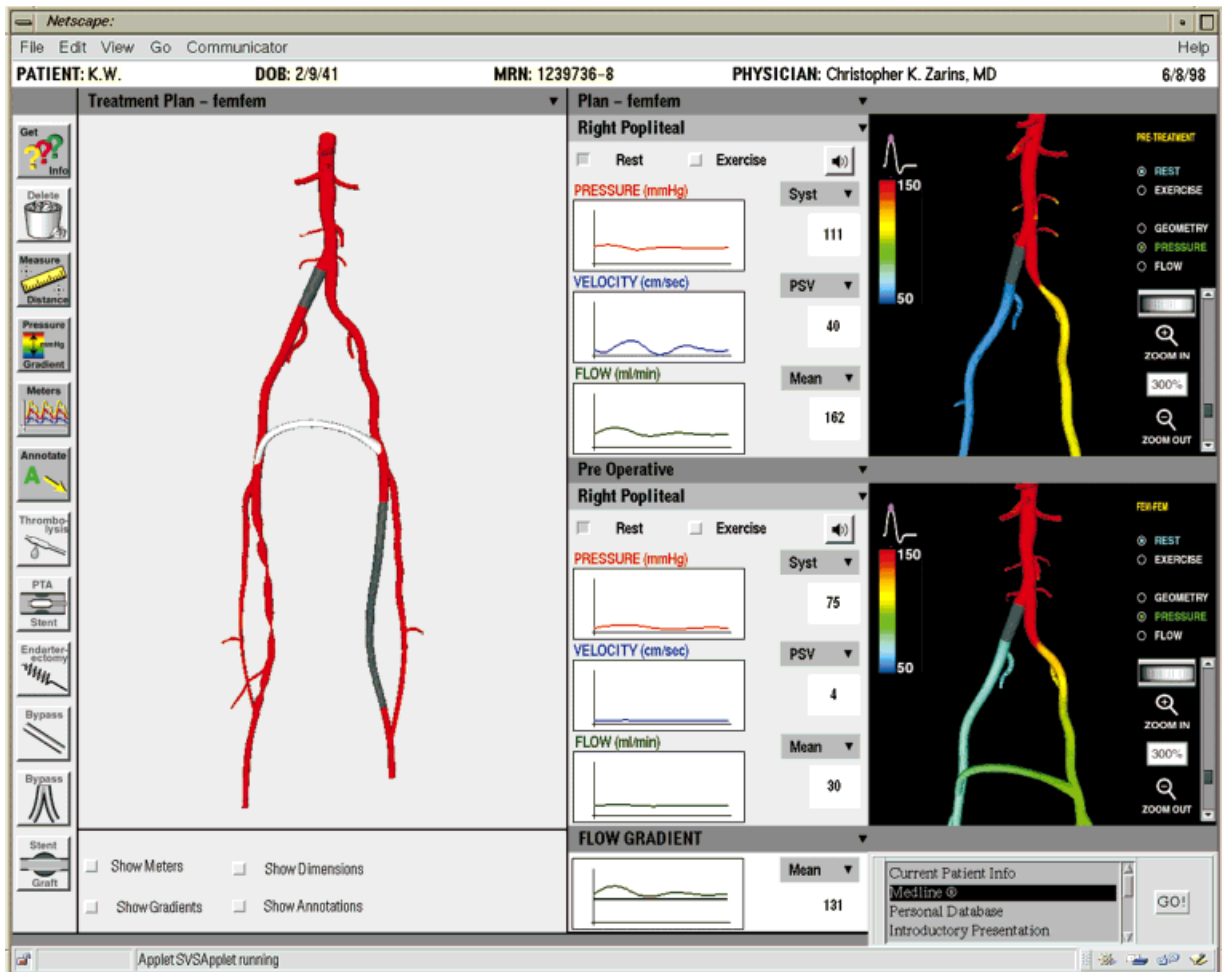 Netscape:
File Edit View Go Communicator Help
PATIENT: K.W. DOB: 2/9/41 MRN: 1239736-8 PHYSICIAN: Christopher K. Zarins, MD 6/8/98
Treatment Plan – femfem
Get
Info
Delete
Measure
Distance
Pressure
mmHg
Gradient
Meters
Annotate
A
Thrombo-
lysis
PTA
Stent
Endarter-
ectomy
Bypass
Bypass
Stent
Graft
Show Meters Show Dimensions
Show Gradients Show Annotations
Plan – femfem
Right Popliteal
Rest Exercise
PRESSURE (mmHg) Syst
111
VELOCITY (cm/sec) PSV
40
FLOW (ml/min) Mean
162
Pre Operative
Right Popliteal
Rest Exercise
PRESSURE (mmHg) Syst
75
VELOCITY (cm/sec) PSV
4
FLOW (ml/min) Mean
30
FLOW GRADIENT
Mean
131
150
50
PRE-TREATMENT
REST
EXERCISE
GEOMETRY
PRESSURE
FLOW
ZOOM IN
300%
ZOOM OUT
150
50
FEM-FEM
REST
EXERCISE
GEOMETRY
PRESSURE
FLOW
ZOOM IN
300%
ZOOM OUT
Current Patient Info
Medline ®
Personal Database
Introductory Presentation
GO!
Applet SVSApplet running